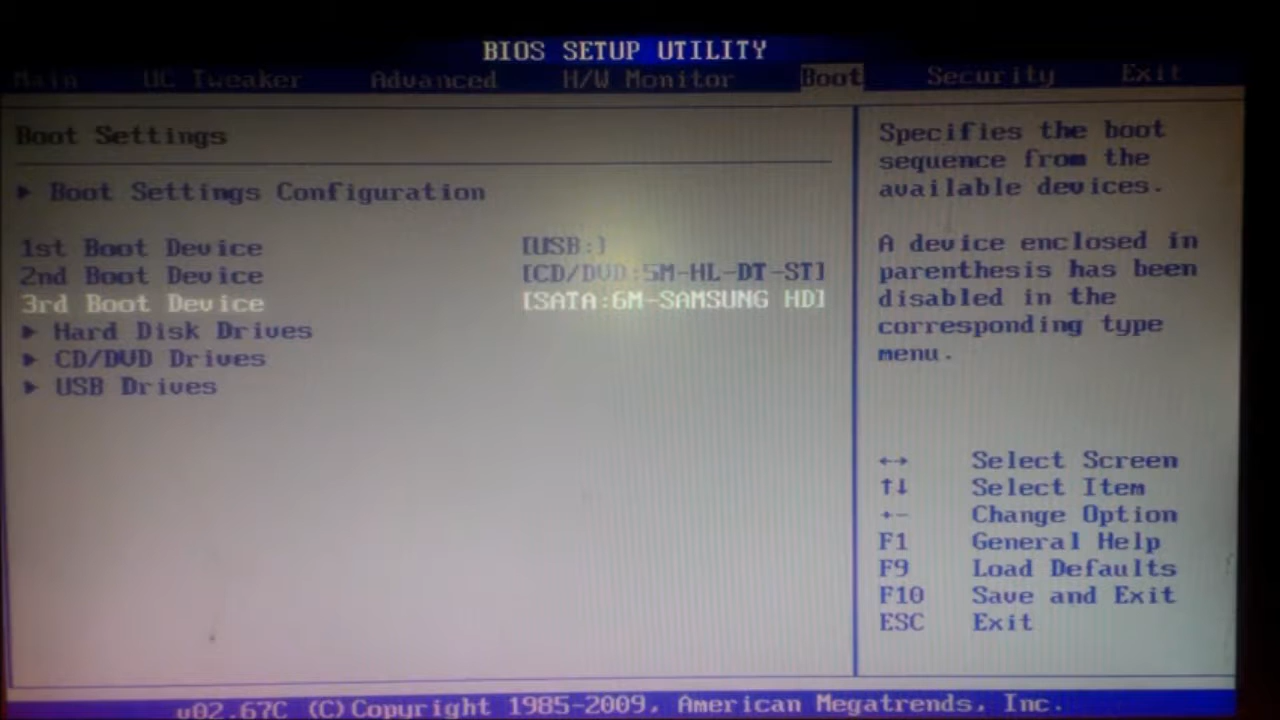 BIOS SETUP UTILITY
Main UC Tweaker Advanced H/W Monitor Boot Security Exit
Boot Settings
Boot Settings Configuration
1st Boot Device [USB:]
2nd Boot Device [CD/DVD:5M-HL-DT-ST]
3rd Boot Device [SATA:6M-SAMSUNG HD]
Hard Disk Drives
CD/DVD Drives
USB Drives
Specifies the boot
sequence from the
available devices.
A device enclosed in
parenthesis has been
disabled in the
corresponding type
menu.
←→ Select Screen
↑↓ Select Item
+- Change Option
F1 General Help
F9 Load Defaults
F10 Save and Exit
ESC Exit
v02.67C (C)Copyright 1985-2009, American Megatrends, Inc.